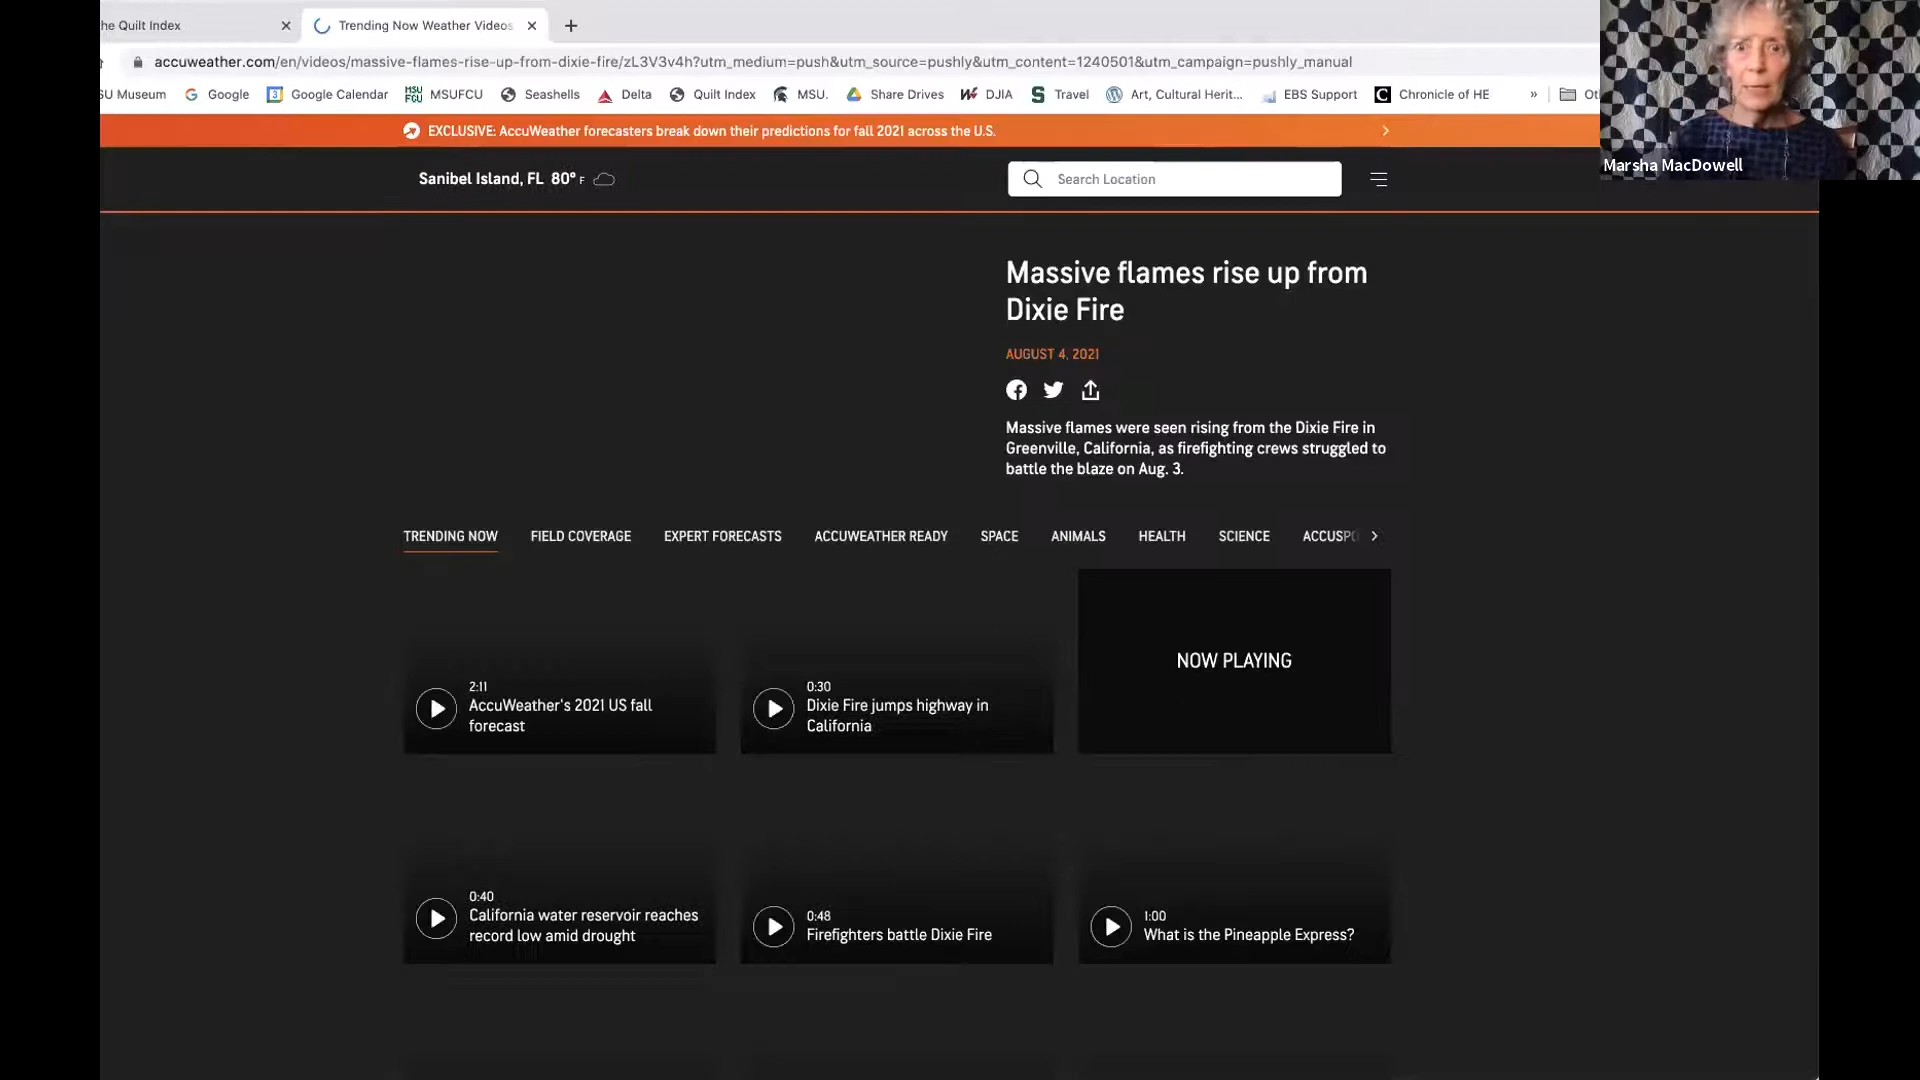 he Quilt Index
Trending Now Weather Videos
accuweather.com/en/videos/massive-flames-rise-up-from-dixie-fire/zL3V3v4h?utm_medium=push&utm_source=pushly&utm_content=1240501&utm_campaign=pushly_manual
SU Museum Google Google Calendar MSUFCU Seashells Delta Quilt Index MSU. Share Drives DJIA Travel Art, Cultural Herit... EBS Support Chronicle of HE » Ot
EXCLUSIVE: AccuWeather forecasters break down their predictions for fall 2021 across the U.S.
Marsha MacDowell
Sanibel Island, FL 80° F
Search Location
Massive flames rise up from
Dixie Fire
AUGUST 4, 2021
Massive flames were seen rising from the Dixie Fire in
Greenville, California, as firefighting crews struggled to
battle the blaze on Aug. 3.
TRENDING NOW FIELD COVERAGE EXPERT FORECASTS ACCUWEATHER READY SPACE ANIMALS HEALTH SCIENCE ACCUSPO
2:11
AccuWeather's 2021 US fall
forecast
0:30
Dixie Fire jumps highway in
California
NOW PLAYING
0:40
California water reservoir reaches
record low amid drought
0:48
Firefighters battle Dixie Fire
1:00
What is the Pineapple Express?